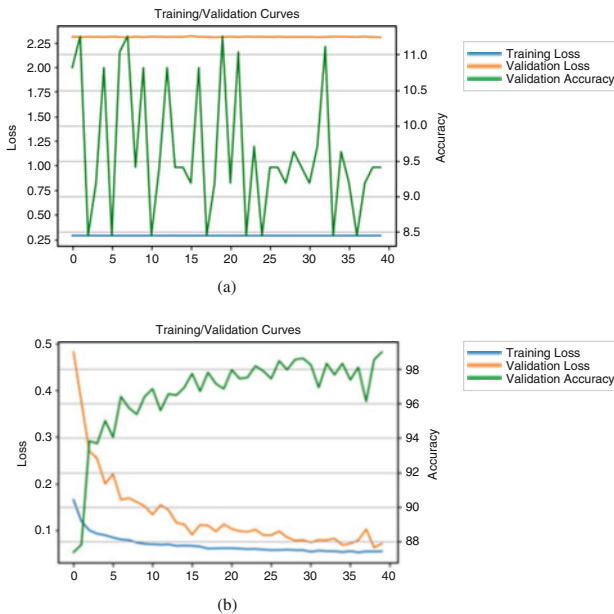 Training/Validation Curves
Training Loss
Validation Loss
Validation Accuracy
2.25
2.00
1.75
1.50
1.25
1.00
0.75
0.50
0.25
Loss
11.0
10.5
10.0
9.5
9.0
8.5
Accuracy
0 5 10 15 20 25 30 35 40
(a)
Training/Validation Curves
Training Loss
Validation Loss
Validation Accuracy
0.5
0.4
0.3
0.2
0.1
Loss
98
96
94
92
90
88
Accuracy
0 5 10 15 20 25 30 35 40
(b)